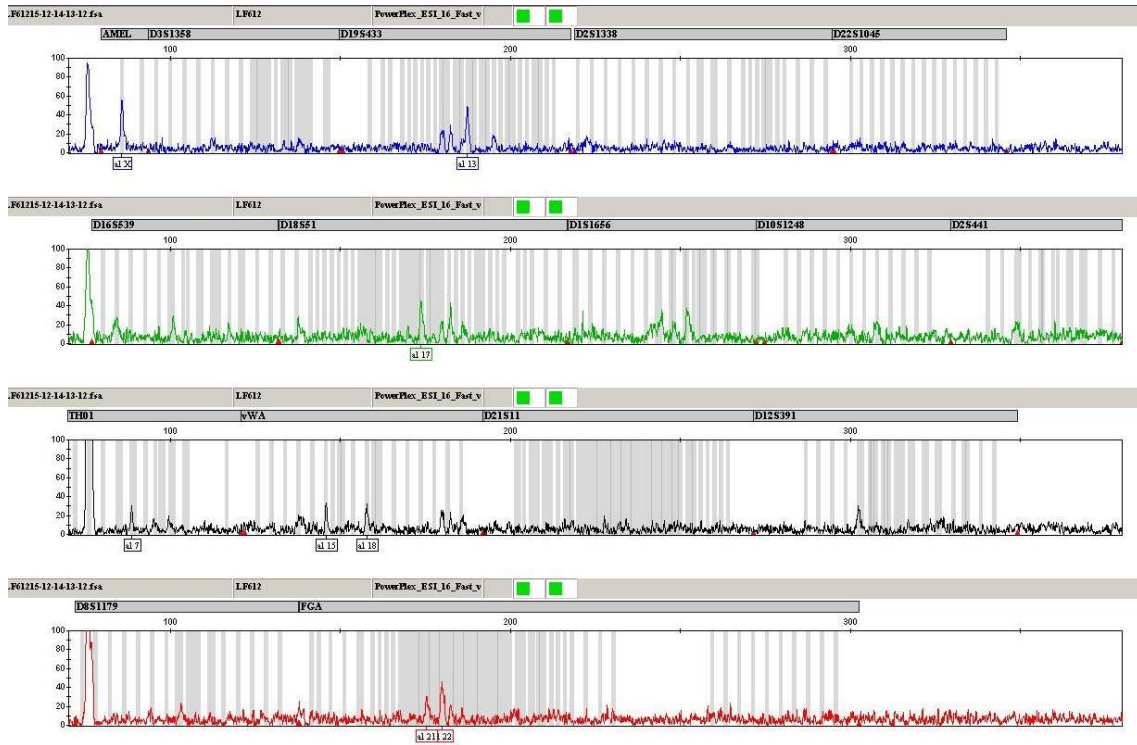 .F61215-12-14-13-12.fsa LF612 PowerPlex_ESI_16_Fast_v
AMEL D3S1358 D19S433 D2S1338 D22S1045
100 200 300
100
80
60
40
20
0
al X al 13
.F61215-12-14-13-12.fsa LF612 PowerPlex_ESI_16_Fast_v
D16S539 D18S51 D1S1656 D10S1248 D2S441
100 200 300
100
80
60
40
20
0
al 17
.F61215-12-14-13-12.fsa LF612 PowerPlex_ESI_16_Fast_v
TH01 vWA D21S11 D12S391
100 200 300
100
80
60
40
20
0
al 7 al 15 al 18
.F61215-12-14-13-12.fsa LF612 PowerPlex_ESI_16_Fast_v
D8S1179 FGA
100 200 300
100
80
60
40
20
0
al 21 l 22